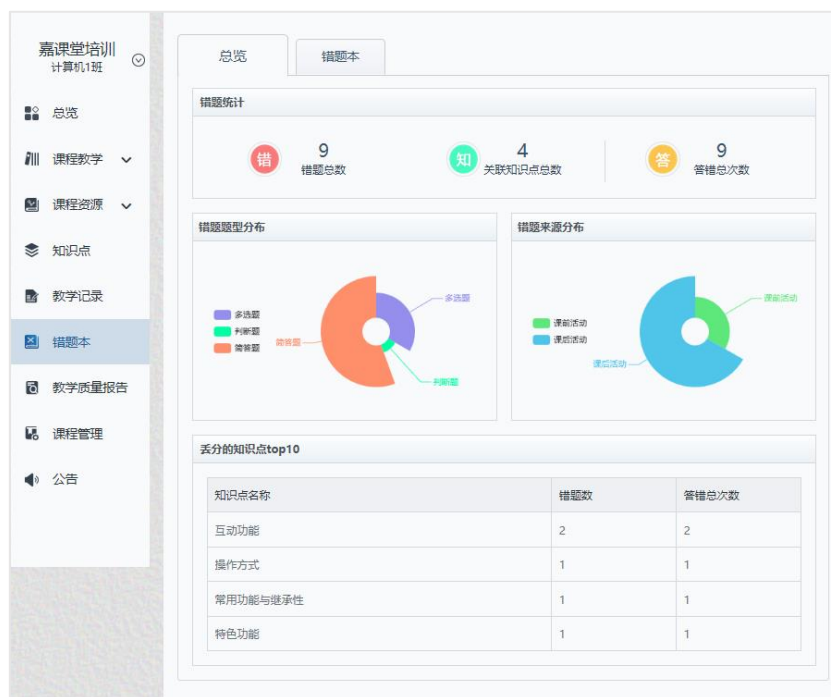 嘉课堂培训
计算机1班
总览
课程教学
课程资源
知识点
教学记录
错题本
教学质量报告
课程管理
公告
总览 错题本
错题统计
错 9 错题总数
知 4 关联知识点总数
答 9 答错总次数
错题题型分布
多选题
判断题
简答题
多选题
简答题
判断题
错题来源分布
课前活动
课后活动
课前活动
课后活动
丢分的知识点top10
知识点名称 错题数 答错总次数
互动功能 2 2
操作方式 1 1
常用功能与继承性 1 1
特色功能 1 1